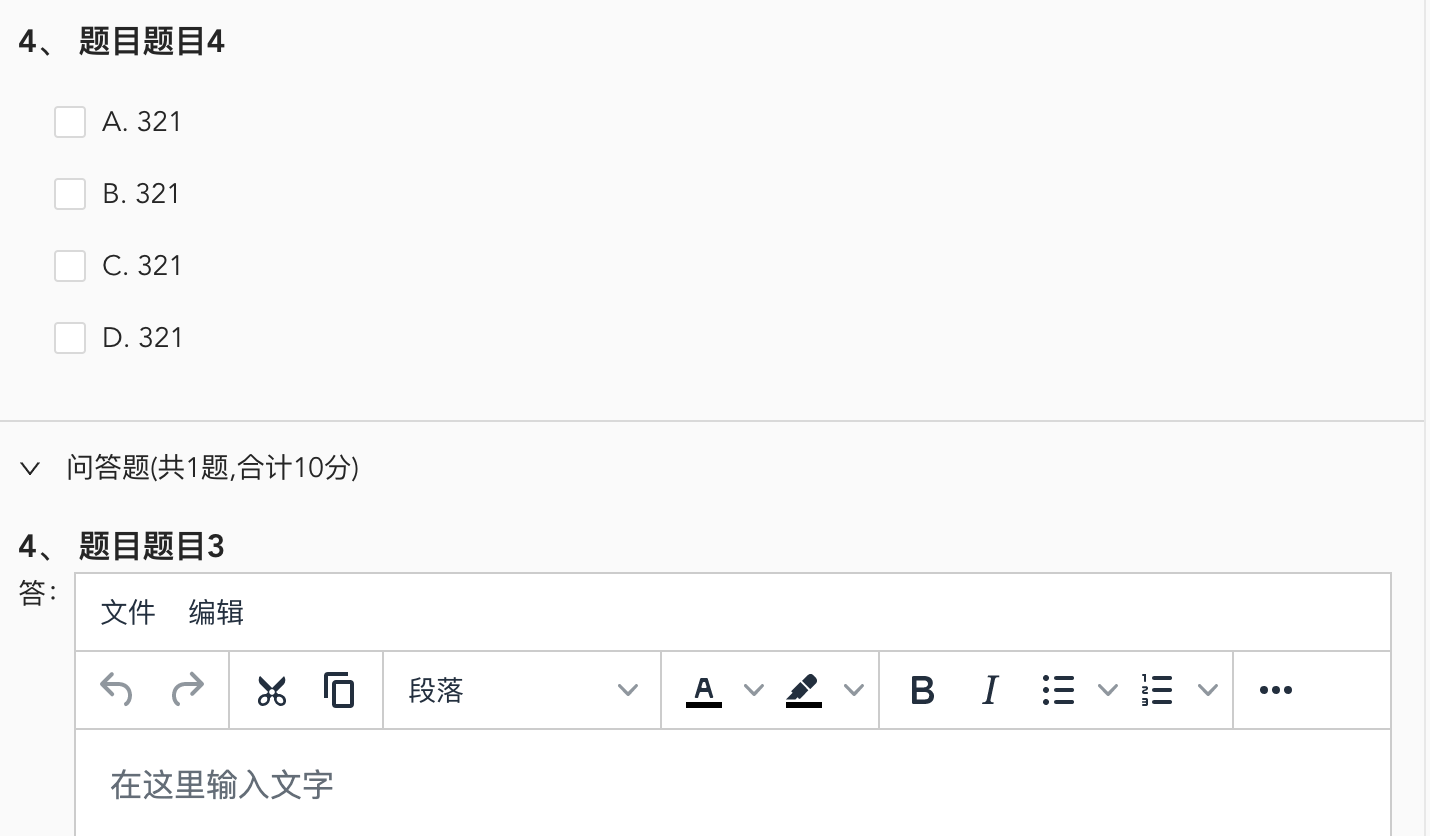 4、 题目题目4
A. 321
B. 321
C. 321
D. 321
问答题(共1题,合计10分)
4、 题目题目3
答：
文件 编辑
段落 A B I
在这里输入文字